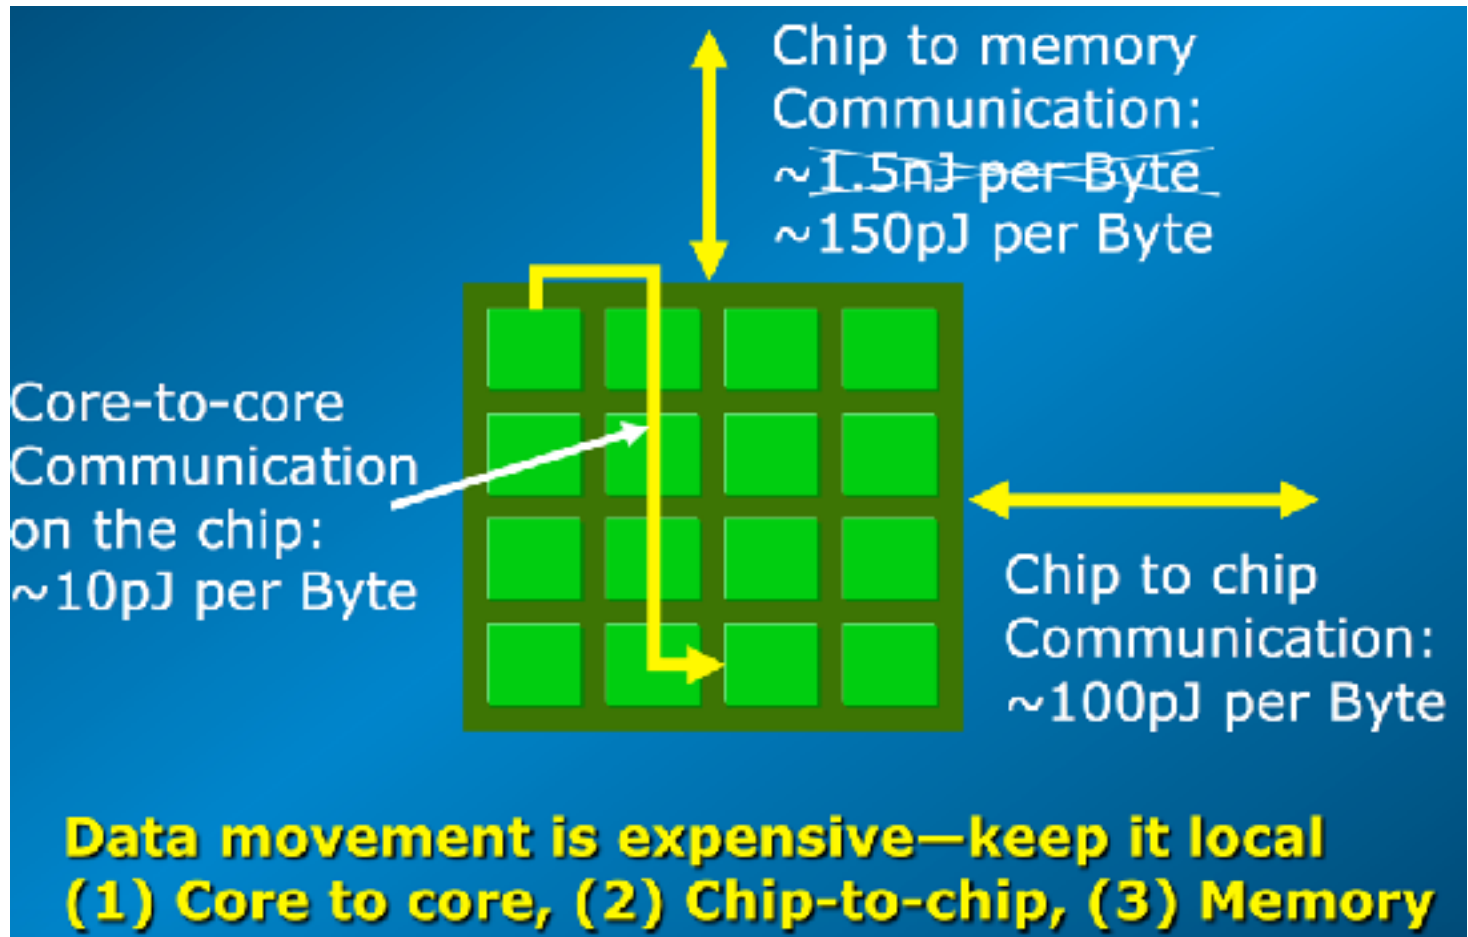 Chip to memory
Communication:
~1.5nJ per Byte
~150pJ per Byte
Core-to-core
Communication
on the chip:
~10pJ per Byte
Chip to chip
Communication:
~100pJ per Byte
Data movement is expensive—keep it local
(1) Core to core, (2) Chip-to-chip, (3) Memory